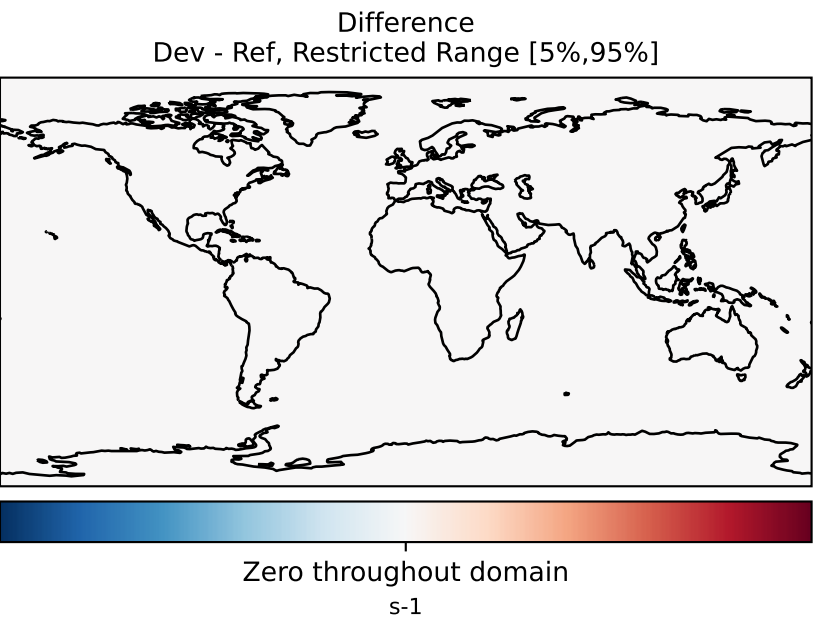 Difference
Dev - Ref, Restricted Range [5%,95%]
Zero throughout domain
s-1